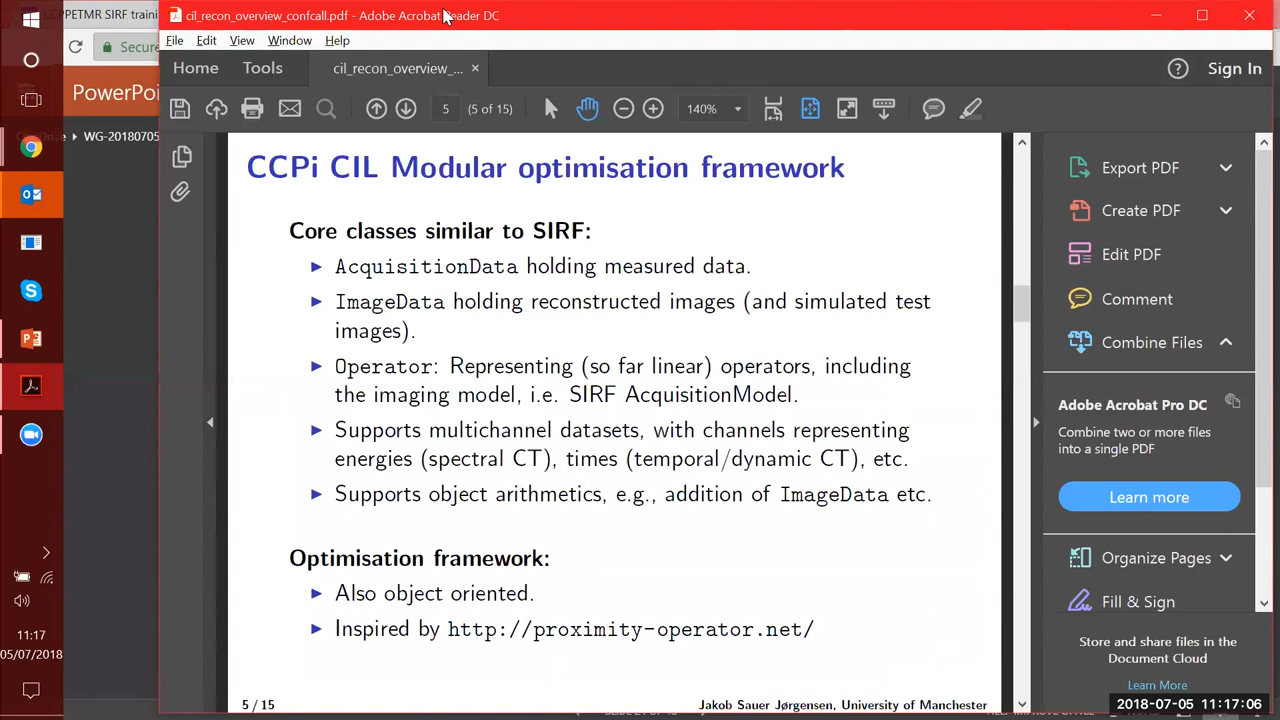 CCPPETMR SIRF traini
cil_recon_overview_confcall.pdf - Adobe Acrobat Reader DC
File Edit View Window Help
Secure
Home Tools cil_recon_overview_... × Sign In
PowerPoi
5 (5 of 15) 140%
WG-20180705
CCPi CIL Modular optimisation framework
Core classes similar to SIRF:
▶ AcquisitionData holding measured data.
▶ ImageData holding reconstructed images (and simulated test
images).
▶ Operator: Representing (so far linear) operators, including
the imaging model, i.e. SIRF AcquisitionModel.
▶ Supports multichannel datasets, with channels representing
energies (spectral CT), times (temporal/dynamic CT), etc.
▶ Supports object arithmetics, e.g., addition of ImageData etc.
Optimisation framework:
▶ Also object oriented.
▶ Inspired by http://proximity-operator.net/
5 / 15
Jakob Sauer Jørgensen, University of Manchester
Export PDF
Create PDF
Edit PDF
Comment
Combine Files
Adobe Acrobat Pro DC
Combine two or more files
into a single PDF
Learn more
Organize Pages
Fill & Sign
Store and share files in the
Document Cloud
Learn More
11:17
05/07/2018
2018-07-05 11:17:06